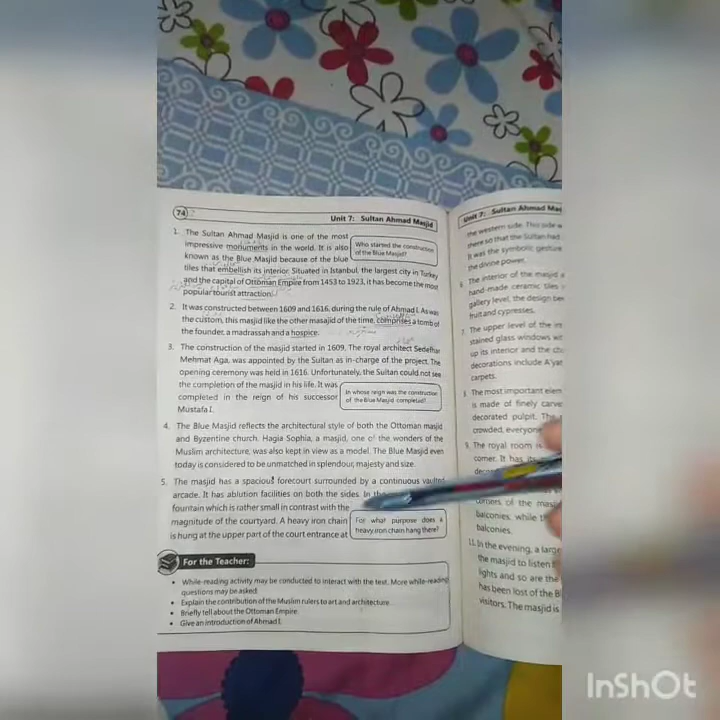 74
Unit 7: Sultan Ahmad Masjid
1. The Sultan Ahmad Masjid is one of the most
impressive monuments in the world. It is also
known as the Blue Masjid because of the blue
tiles that embellish its interior. Situated in Istanbul, the largest city in Turkey
and the capital of Ottoman Empire from 1453 to 1923, it has become the most
popular tourist attraction.
Who started the construction
of the Blue Masjid?
2. It was constructed between 1609 and 1616, during the rule of Ahmad I. As was
the custom, this masjid like the other masajid of the time, comprises a tomb of
the founder, a madrassah and a hospice.
3. The construction of the masjid started in 1609. The royal architect Sedefhar
Mehmat Aga, was appointed by the Sultan as in-charge of the project. The
opening ceremony was held in 1616. Unfortunately, the Sultan could not see
the completion of the masjid in his life. It was
completed in the reign of his successor
Mustafa I.
In whose reign was the construction
of the Blue Masjid completed?
4. The Blue Masjid reflects the architectural style of both the Ottoman masjid
and Byzentine church. Hagia Sophia, a masjid, one of the wonders of the
Muslim architecture, was also kept in view as a model. The Blue Masjid even
today is considered to be unmatched in splendour, majesty and size.
5. The masjid has a spacious forecourt surrounded by a continuous vaulted
arcade. It has ablution facilities on both the sides. In the
fountain which is rather small in contrast with the
magnitude of the courtyard. A heavy iron chain
is hung at the upper part of the court entrance at
For what purpose does a
heavy iron chain hang there?
For the Teacher:
• While-reading activity may be conducted to interact with the text. More while-reading
questions may be asked.
• Explain the contribution of the Muslim rulers to art and architecture.
• Briefly tell about the Ottoman Empire.
• Give an introduction of Ahmad I.
Unit 7: Sultan Ahmad Mas
the western side. This side w
there so that the Sultan had
It was the symbolic gesture
the divine power.
6. The interior of the masjid
hand-made ceramic tiles
gallery level, the design be
fruit and cypresses.
7. The upper level of the in
stained glass windows wit
up its interior and the ch
decorations include A'yat
carpets.
8. The most important elem
is made of finely carve
decorated pulpit. The
crowded, everyone
9. The royal room is
corner. It has its
corners of the masj
balconies, while th
balconies.
11. In the evening, a large
the masjid to listen
lights and so are the
has been lost of the B
visitors. The masjid is
InShOt